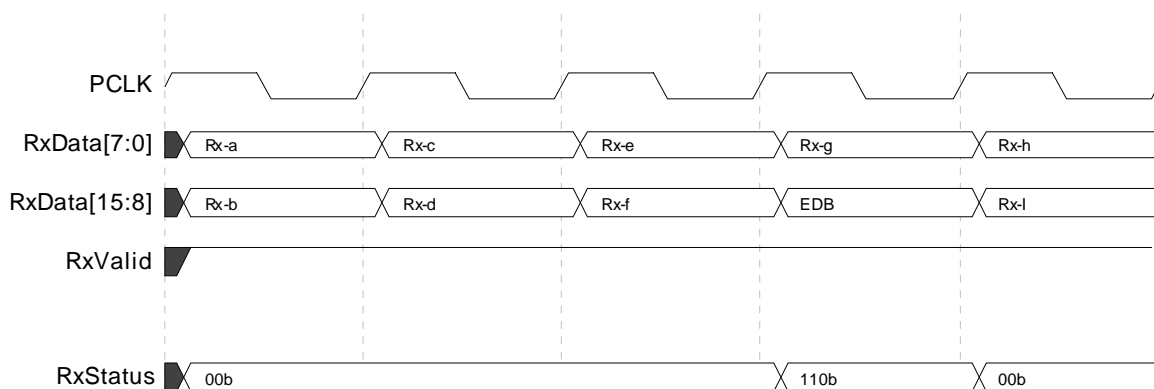 PCLK
RxData[7:0] Rx-a Rx-c Rx-e Rx-g Rx-h
RxData[15:8] Rx-b Rx-d Rx-f EDB Rx-I
RxValid
RxStatus 00b 110b 00b